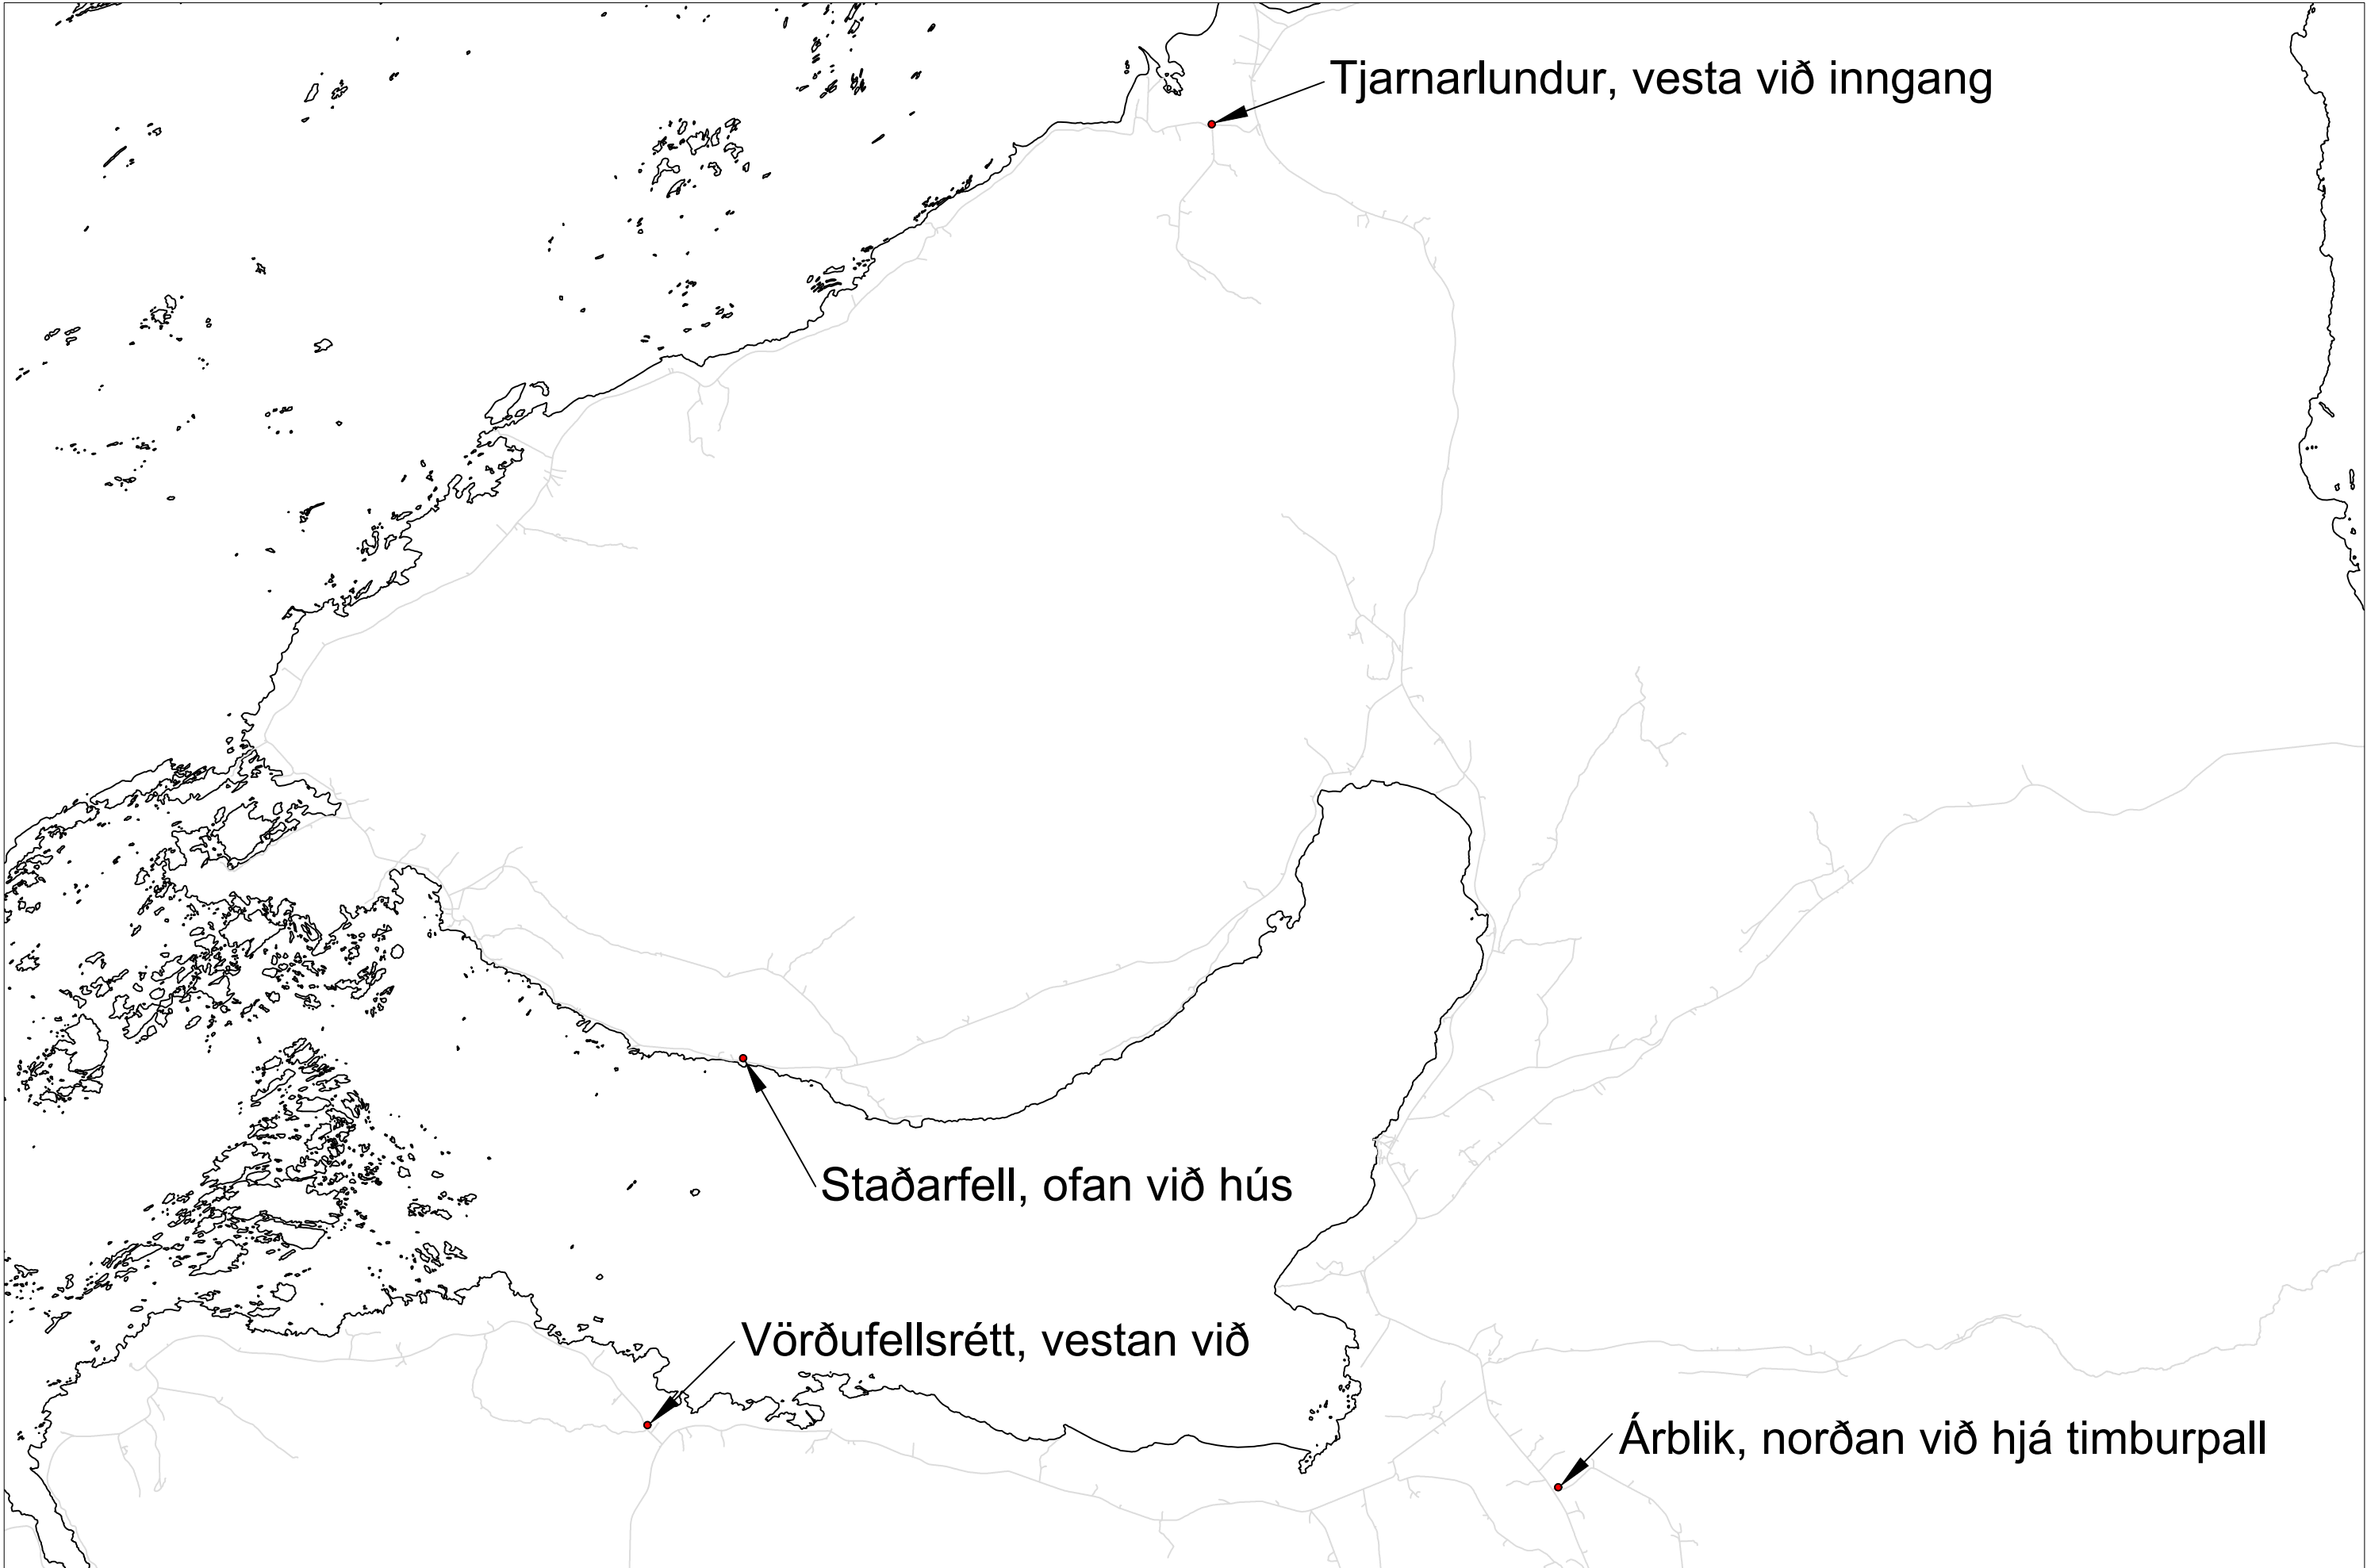 Tjarnarlundur, vesta við inngang
Staðarfell, ofan við hús
Vörðufellsrétt, vestan við
Árblik, norðan við hjá timburpall